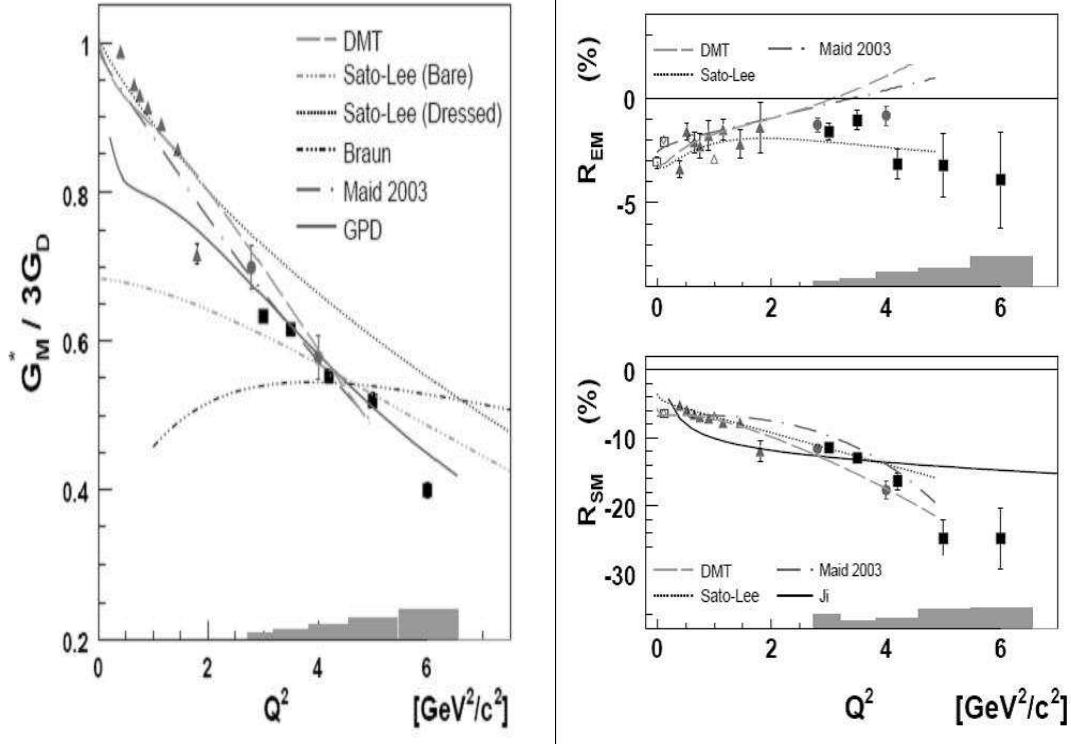 DMT
Sato-Lee (Bare)
Sato-Lee (Dressed)
Braun
Maid 2003
GPD
G*M / 3GD
1
0.8
0.6
0.4
0.2
0 2 4 6
Q2 [GeV2/c2]
DMT Maid 2003
Sato-Lee
REM (%)
0
-5
0 2 4 6
RSM (%)
0
-10
-20
-30
DMT Maid 2003
Sato-Lee Ji
0 2 4 6
Q2 [GeV2/c2]